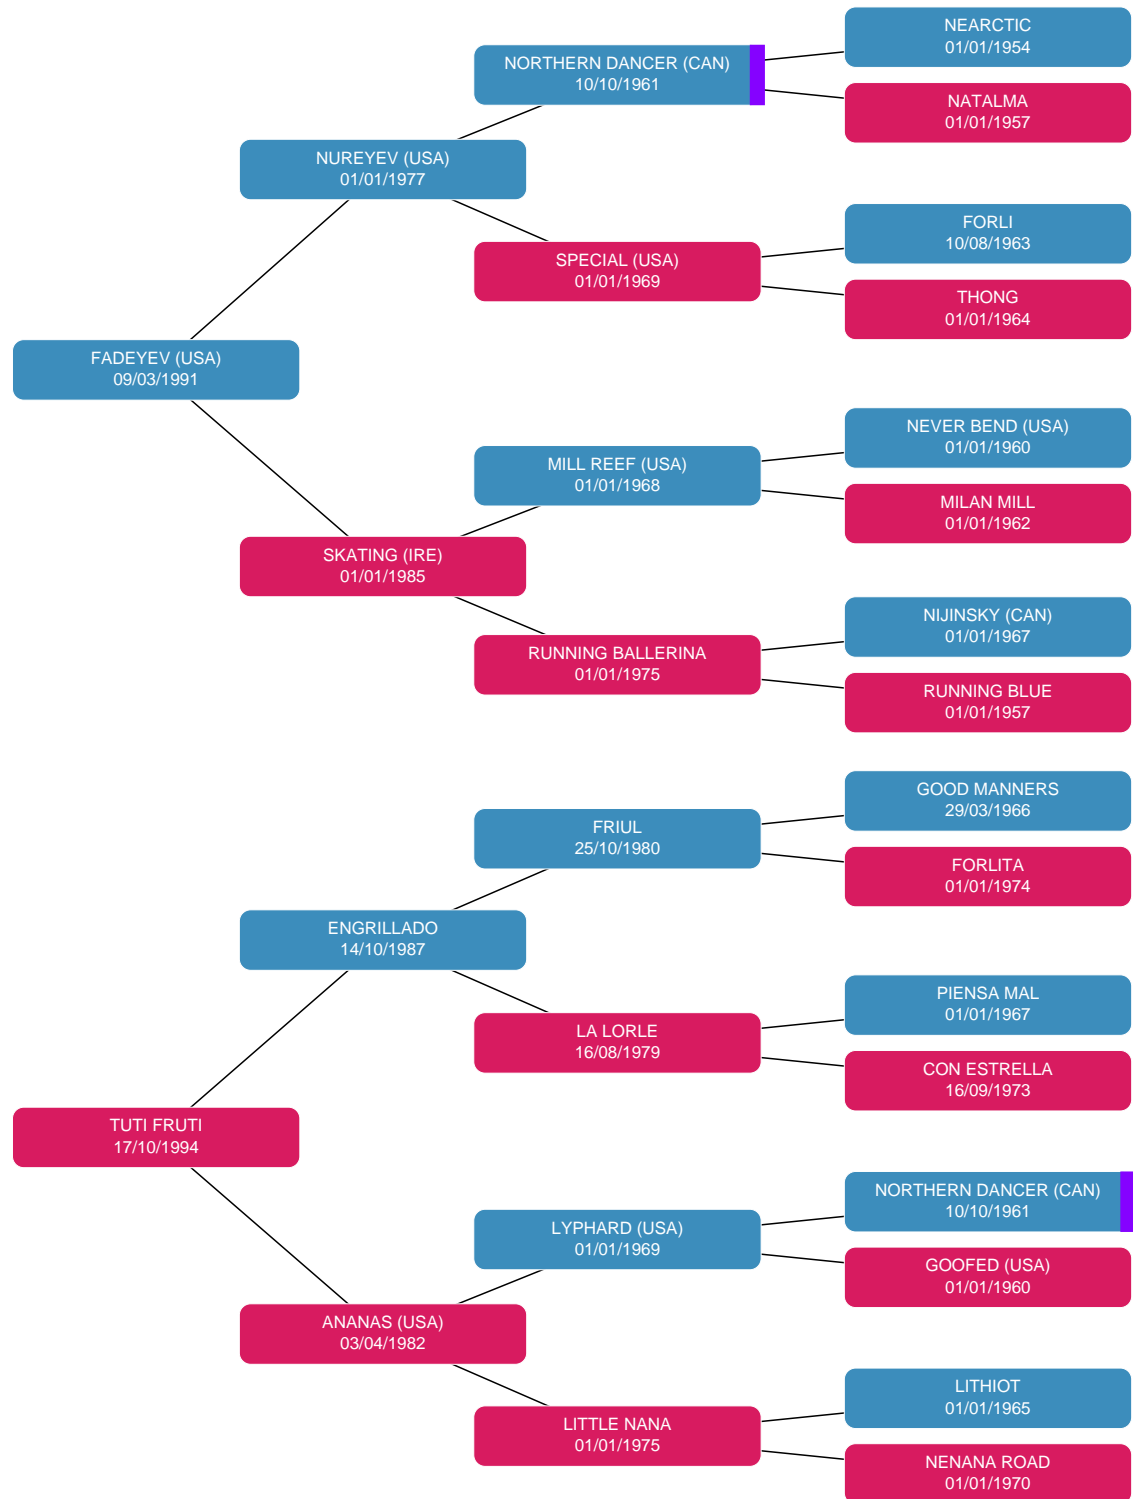 NEARCTIC
01/01/1954
NORTHERN DANCER (CAN)
10/10/1961
NATALMA
01/01/1957
NUREYEV (USA)
01/01/1977
FORLI
10/08/1963
SPECIAL (USA)
01/01/1969
THONG
01/01/1964
FADEYEV (USA)
09/03/1991
NEVER BEND (USA)
01/01/1960
MILL REEF (USA)
01/01/1968
MILAN MILL
01/01/1962
SKATING (IRE)
01/01/1985
NIJINSKY (CAN)
01/01/1967
RUNNING BALLERINA
01/01/1975
RUNNING BLUE
01/01/1957
GOOD MANNERS
29/03/1966
FRIUL
25/10/1980
FORLITA
01/01/1974
ENGRILLADO
14/10/1987
PIENSA MAL
01/01/1967
LA LORLE
16/08/1979
CON ESTRELLA
16/09/1973
TUTI FRUTI
17/10/1994
NORTHERN DANCER (CAN)
10/10/1961
LYPHARD (USA)
01/01/1969
GOOFED (USA)
01/01/1960
ANANAS (USA)
03/04/1982
LITHIOT
01/01/1965
LITTLE NANA
01/01/1975
NENANA ROAD
01/01/1970